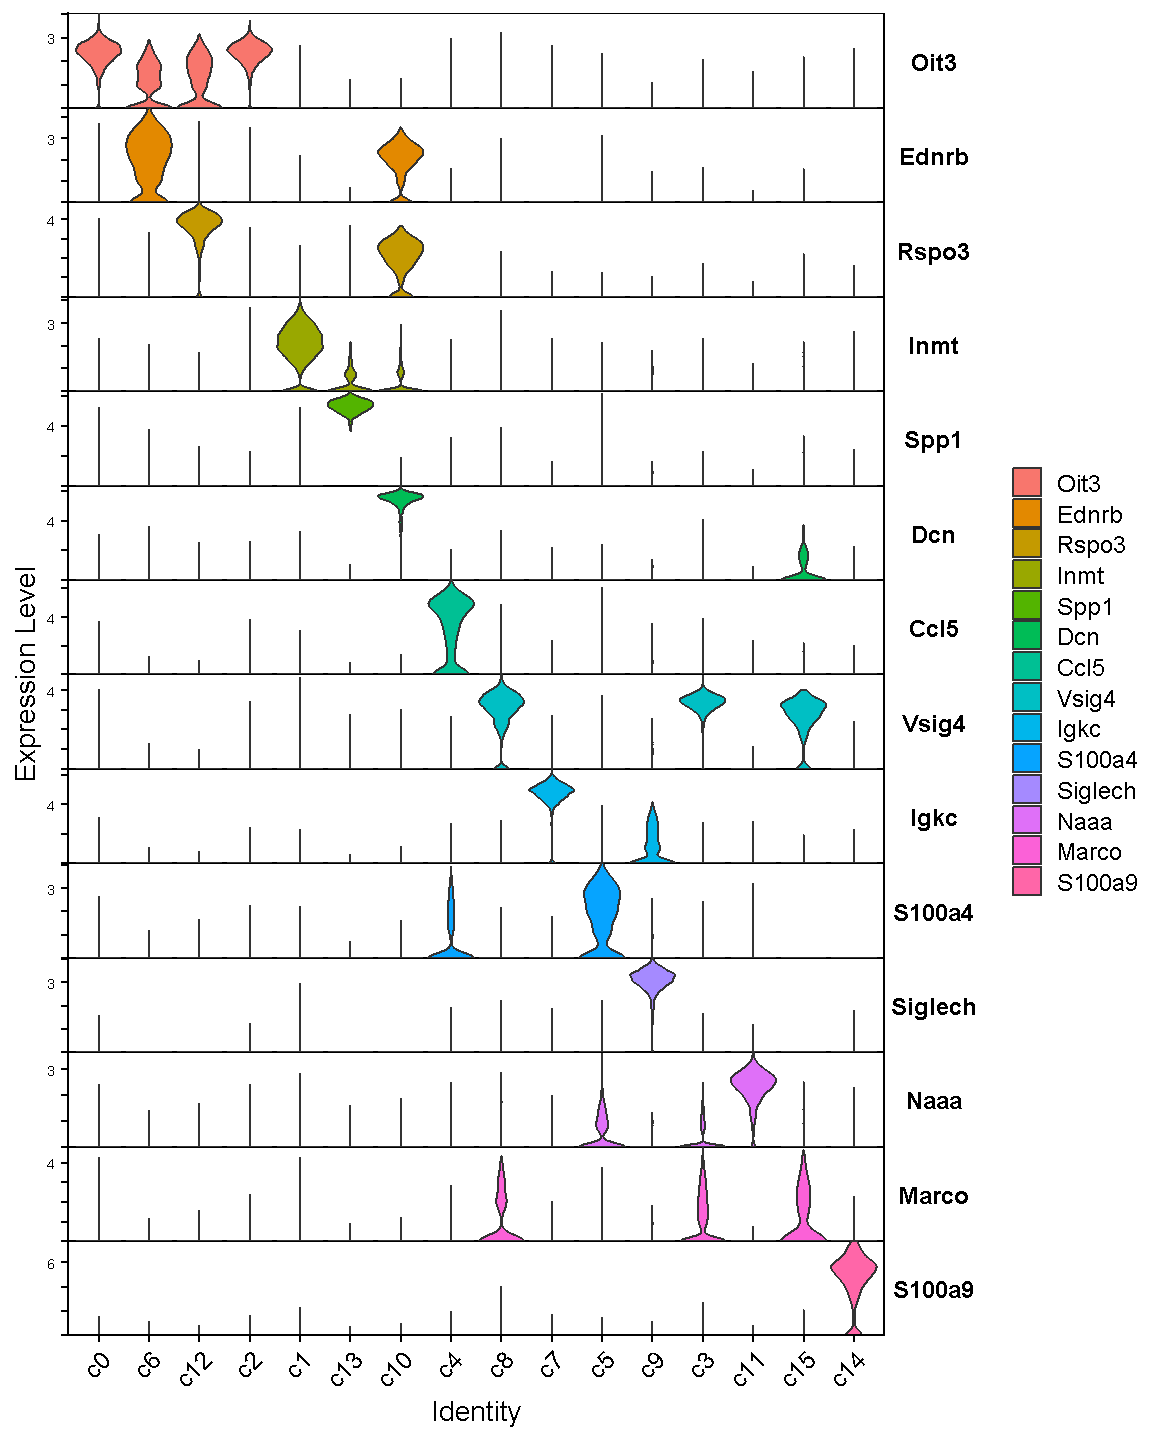 Expression Level
3
Oit3
3
Ednrb
4
Rspo3
3
Inmt
4
Spp1
4
Dcn
4
Ccl5
4
Vsig4
4
Igkc
3
S100a4
3
Siglech
3
Naaa
4
Marco
6
S100a9
c0 c6 c12 c2 c1 c13 c10 c4 c8 c7 c5 c9 c3 c11 c15 c14
Identity
Oit3
Ednrb
Rspo3
Inmt
Spp1
Dcn
Ccl5
Vsig4
Igkc
S100a4
Siglech
Naaa
Marco
S100a9